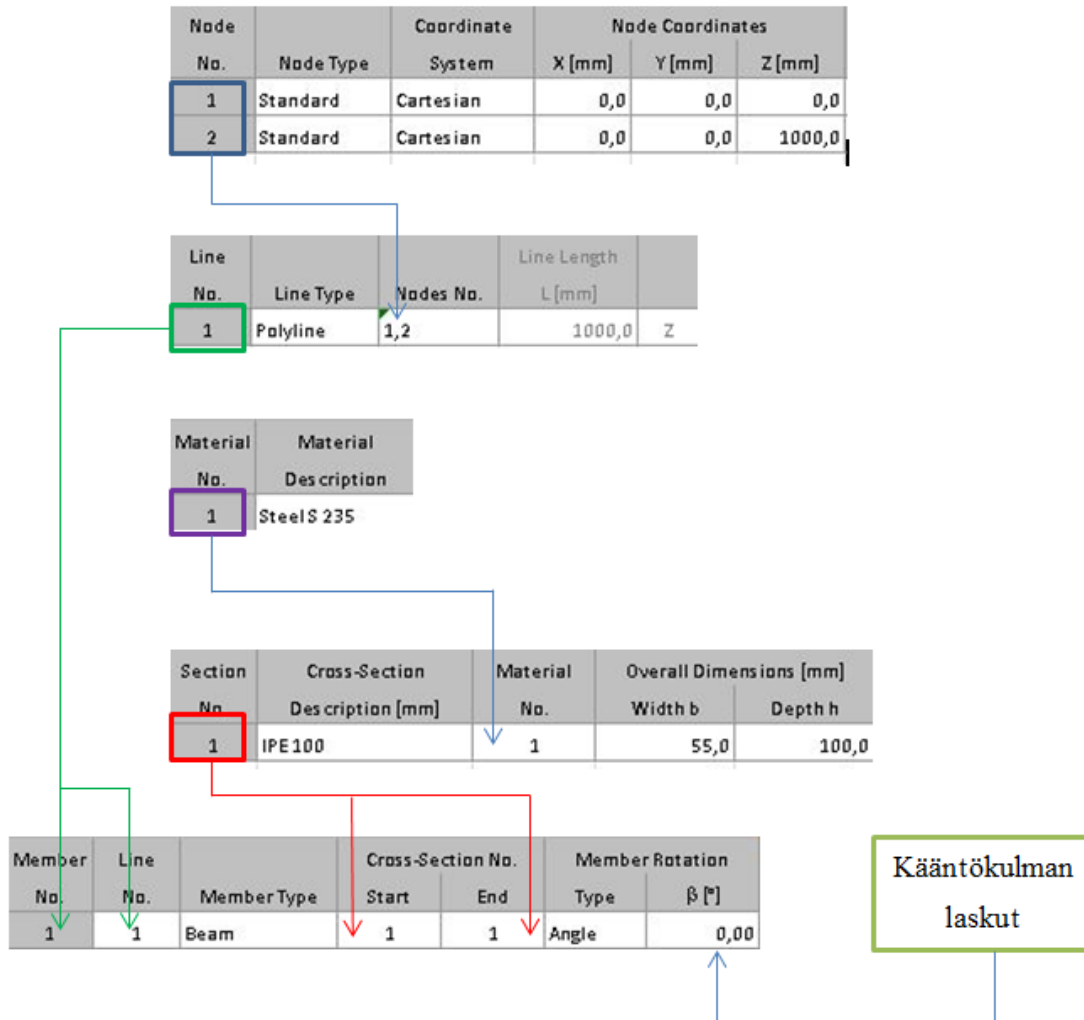 Node Coordinate Node Coordinates
No. Node Type System X [mm] Y [mm] Z [mm]
1 Standard Cartesian 0,0 0,0 0,0
2 Standard Cartesian 0,0 0,0 1000,0
Line Line Length
No. Line Type Nodes No. L [mm]
1 Polyline 1,2 1000,0 Z
Material Material
No. Description
1 Steel S 235
Section Cross-Section Material Overall Dimensions [mm]
No. Description [mm] No. Width b Depth h
1 IPE 100 1 55,0 100,0
Member Line Cross-Section No. Member Rotation
No. No. Member Type Start End Type β [°]
1 1 Beam 1 1 Angle 0,00
Kääntökulman
laskut